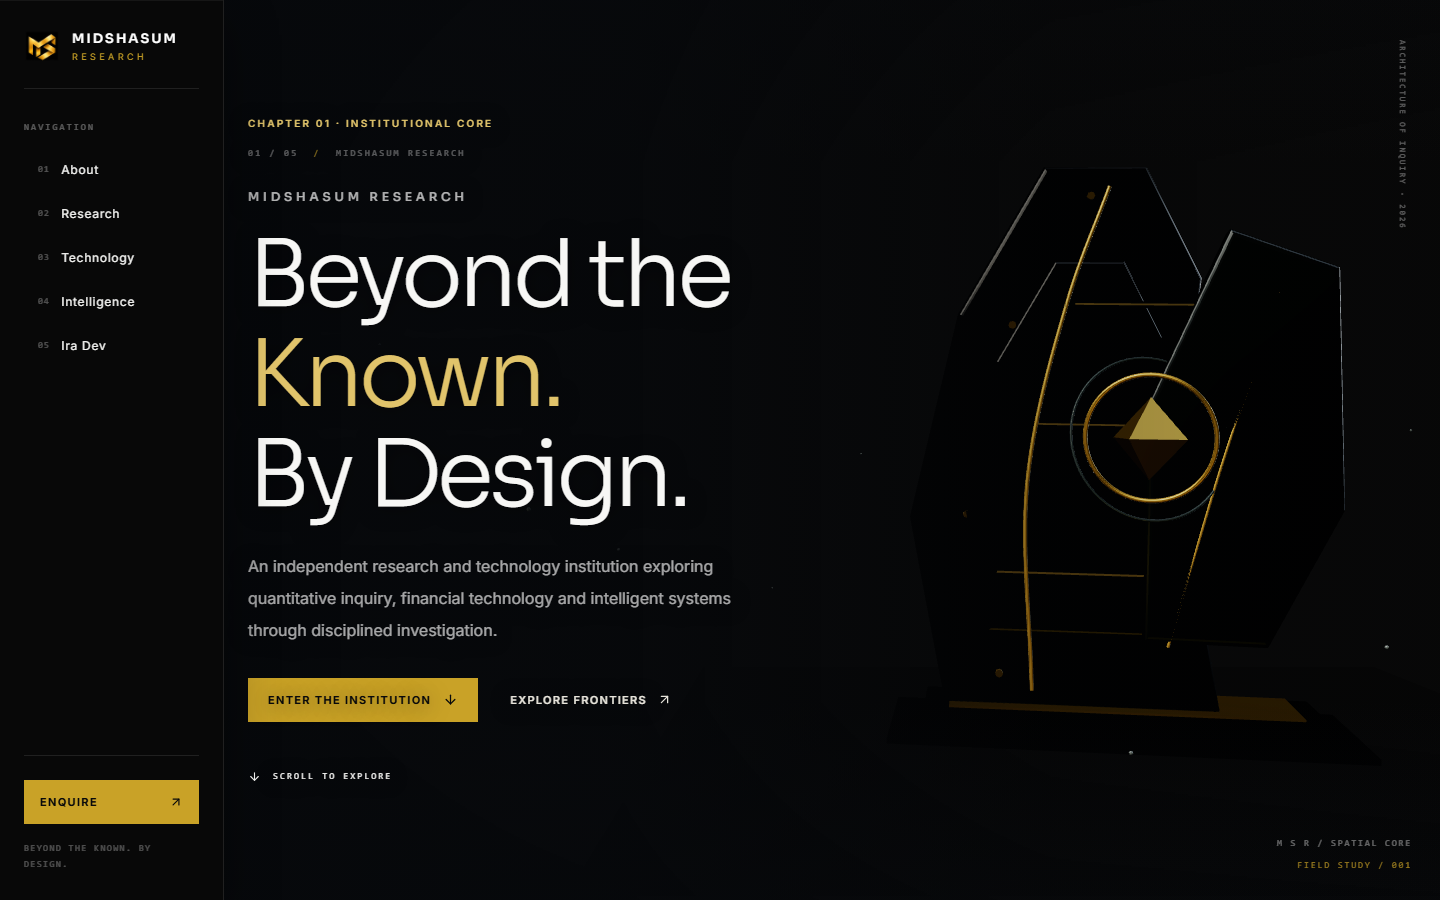 MIDSHASUM
RESEARCH
NAVIGATION
01 About
02 Research
03 Technology
04 Intelligence
05 Ira Dev
ENQUIRE
BEYOND THE KNOWN. BY
DESIGN.
CHAPTER 01 · INSTITUTIONAL CORE
01 / 05 / MIDSHASUM RESEARCH
MIDSHASUM RESEARCH
Beyond the
Known.
By Design.
An independent research and technology institution exploring
quantitative inquiry, financial technology and intelligent systems
through disciplined investigation.
ENTER THE INSTITUTION
EXPLORE FRONTIERS
SCROLL TO EXPLORE
ARCHITECTURE OF INQUIRY · 2026
M S R / SPATIAL CORE
FIELD STUDY / 001